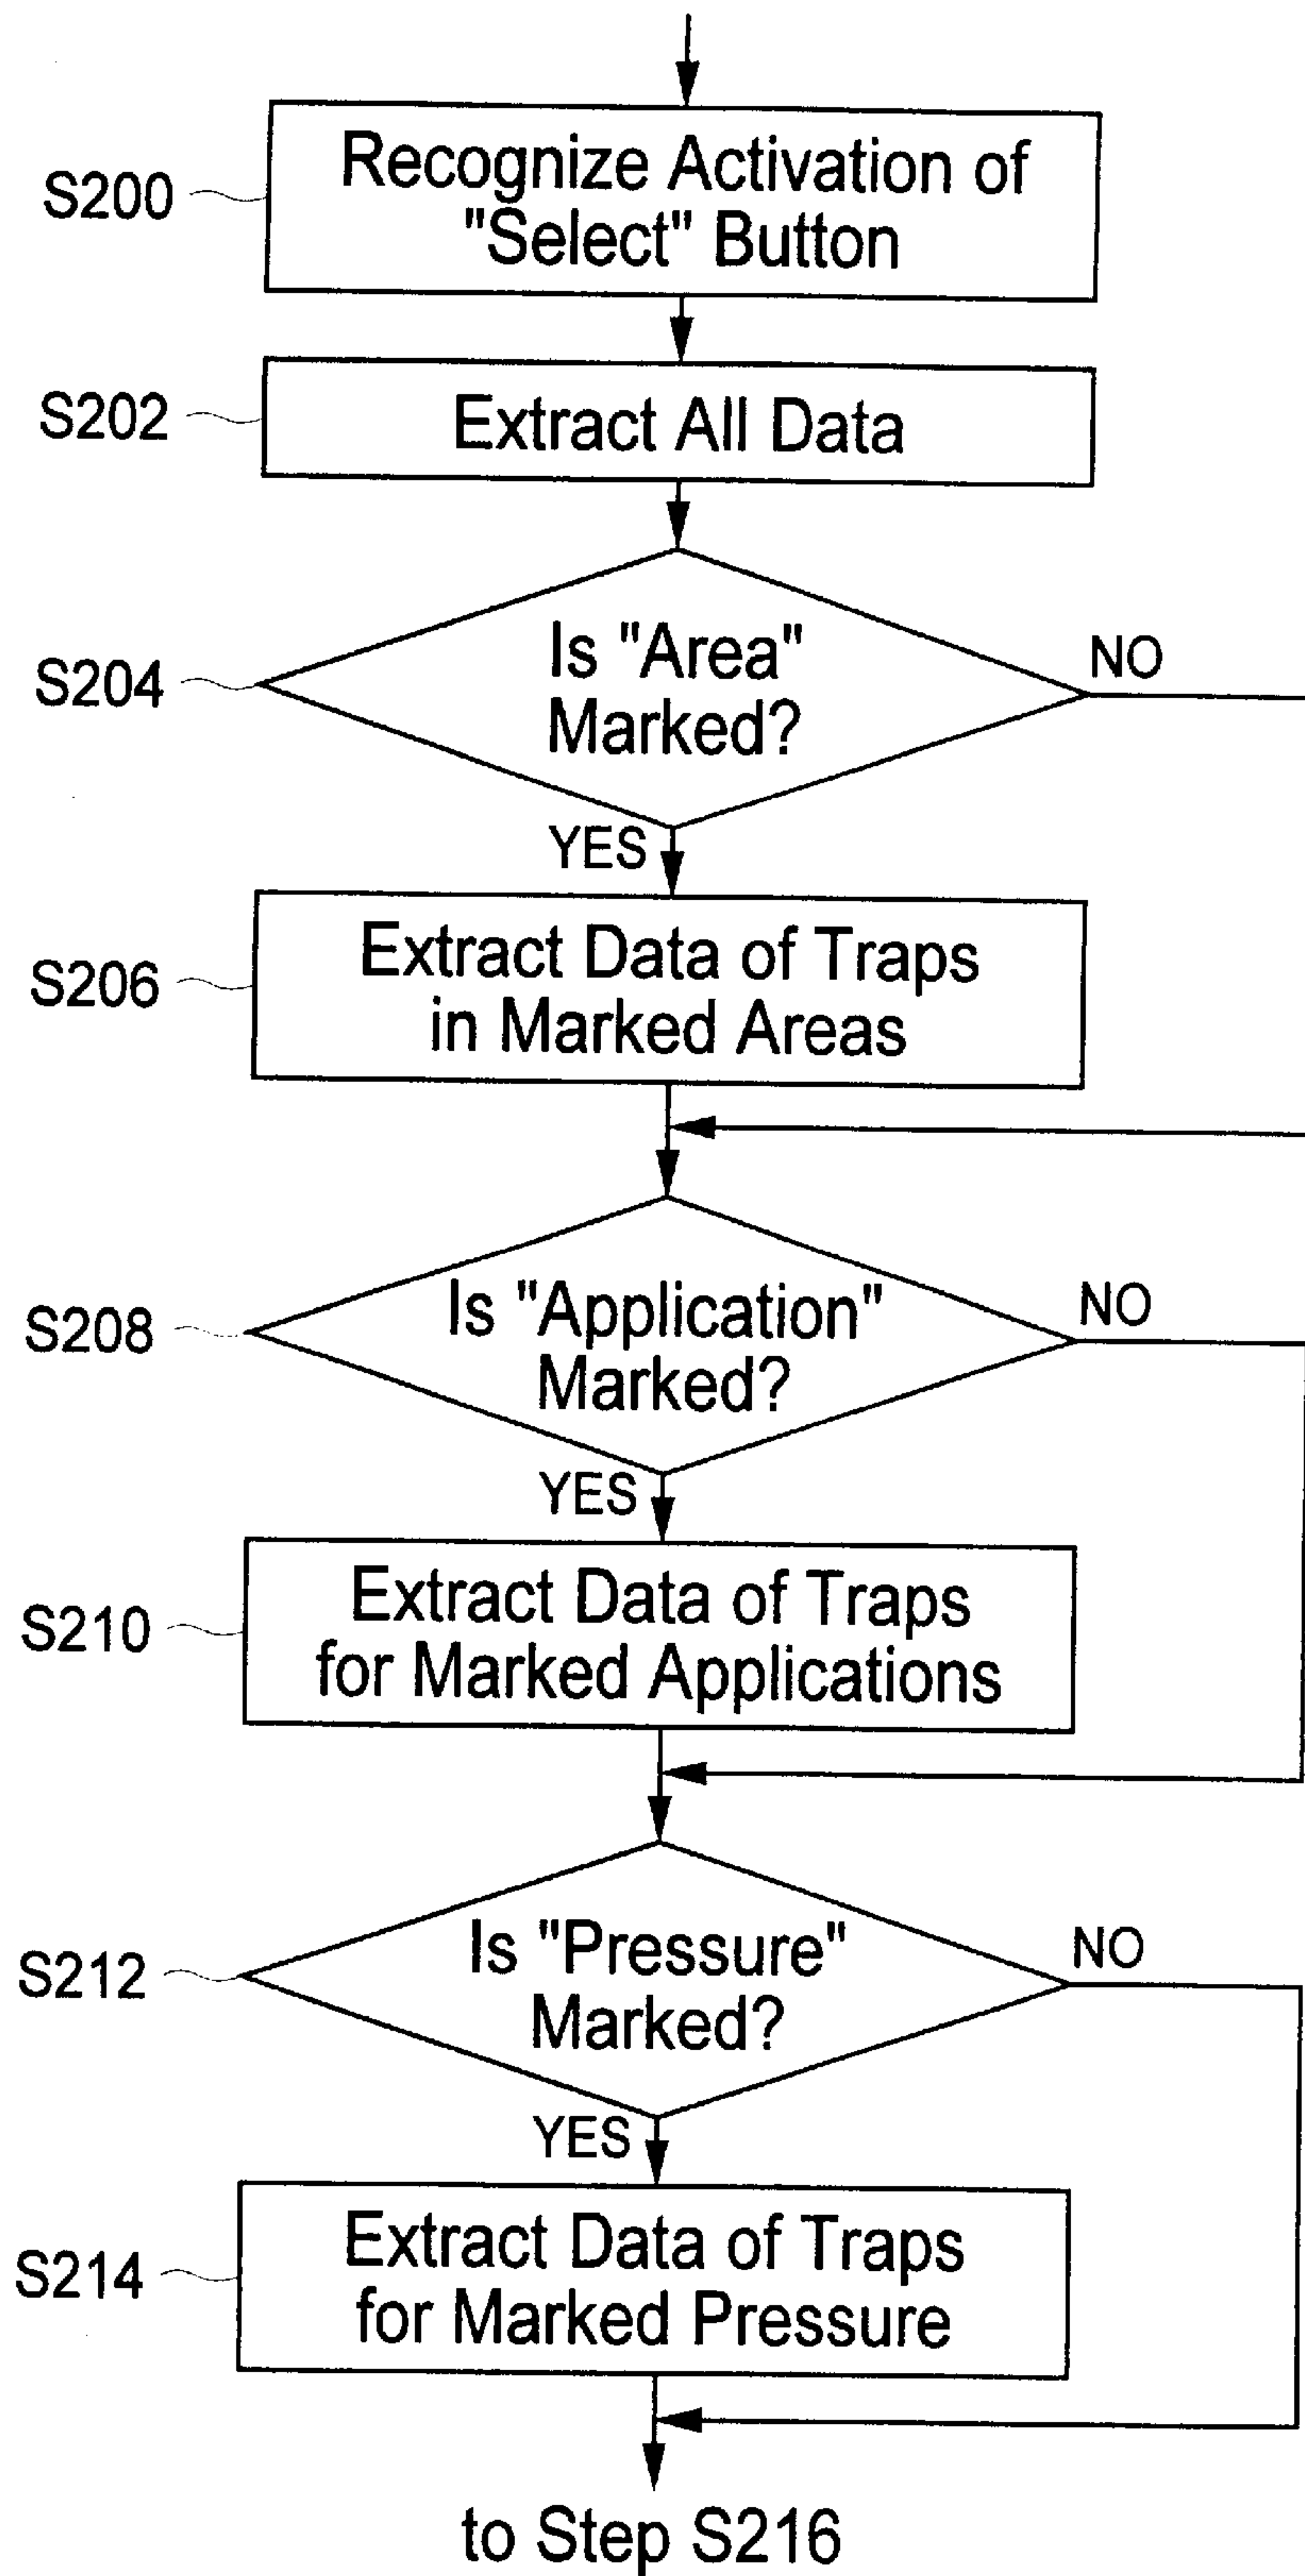 S200
Recognize Activation of
"Select" Button
S202
Extract All Data
S204
Is "Area"
Marked?
NO
YES
S206
Extract Data of Traps
in Marked Areas
S208
Is "Application"
Marked?
NO
YES
S210
Extract Data of Traps
for Marked Applications
S212
Is "Pressure"
Marked?
NO
YES
S214
Extract Data of Traps
for Marked Pressure
to Step S216